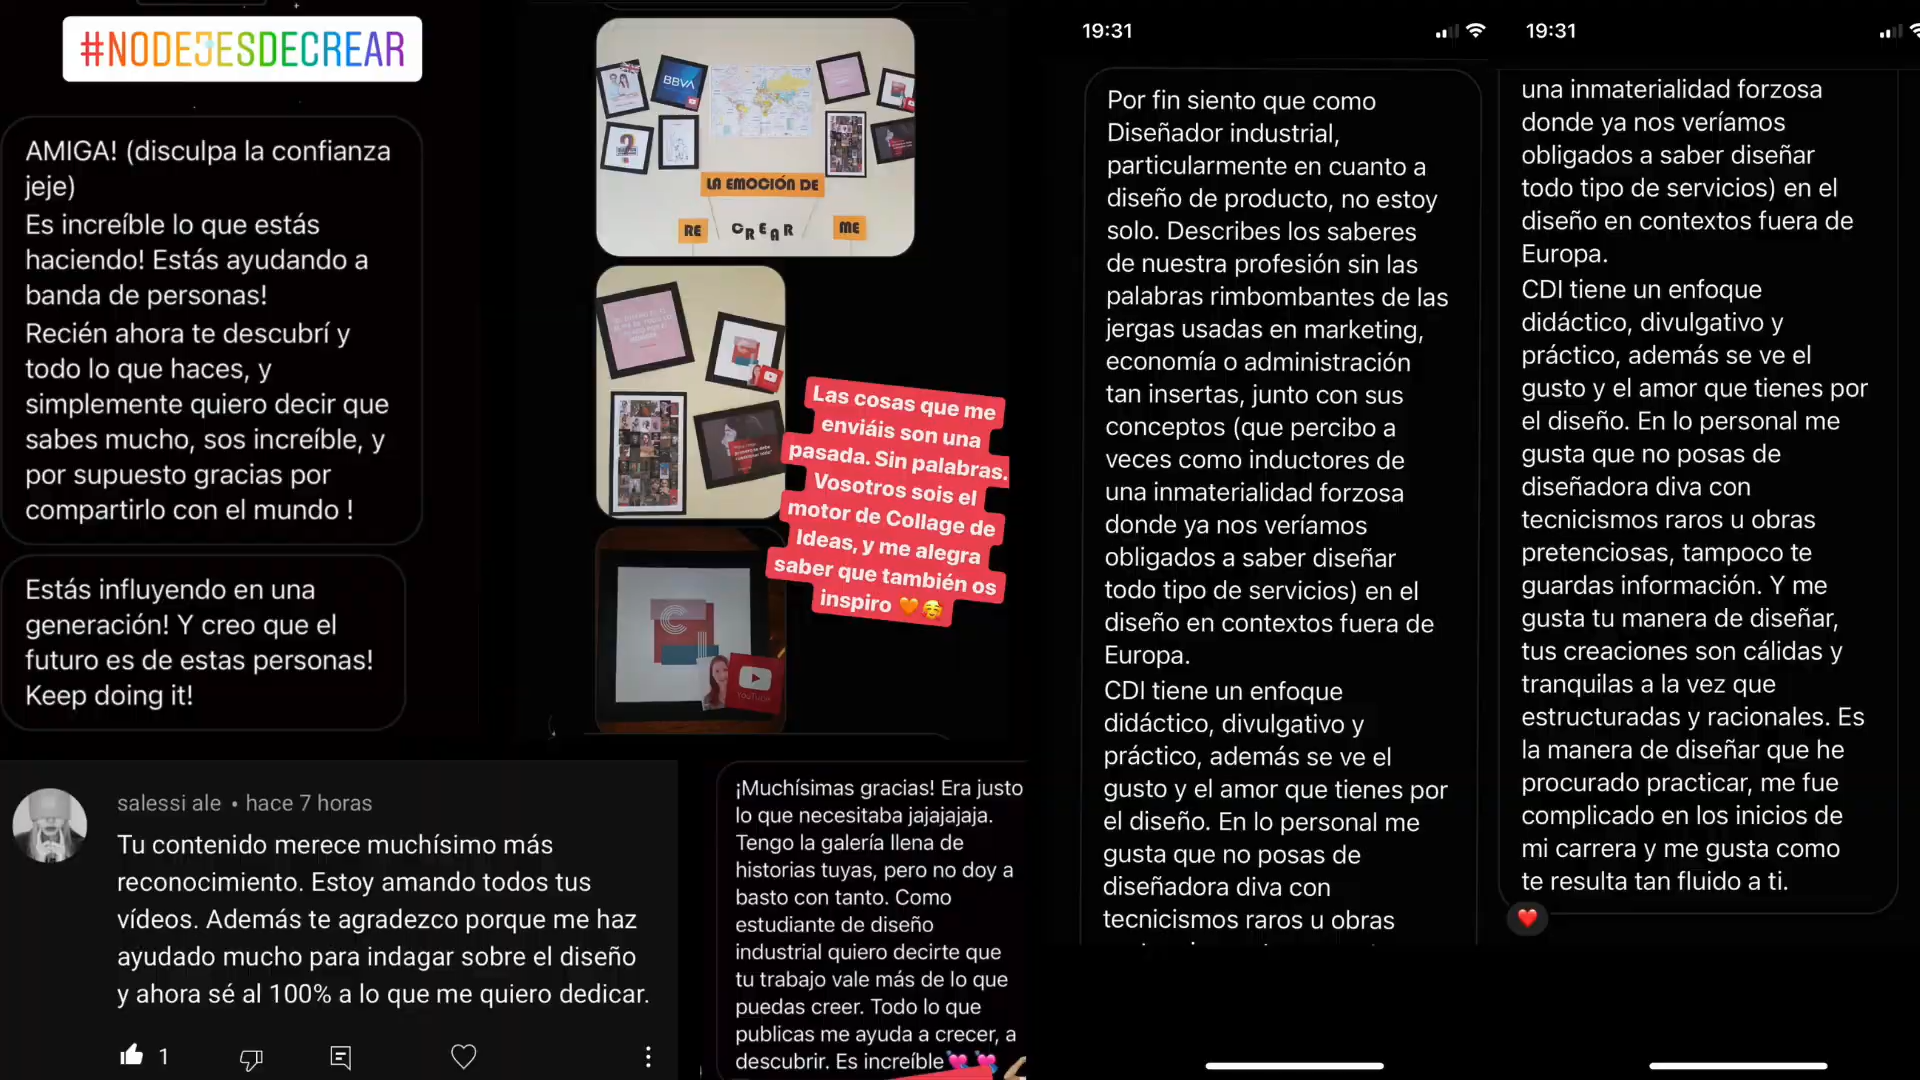 #NODEJESDECREAR
AMIGA! (disculpa la confianza
jeje)
Es increíble lo que estás
haciendo! Estás ayudando a
banda de personas!
Recién ahora te descubrí y
todo lo que haces, y
simplemente quiero decir que
sabes mucho, sos increíble, y
por supuesto gracias por
compartirlo con el mundo !
Estás influyendo en una
generación! Y creo que el
futuro es de estas personas!
Keep doing it!
salessi ale • hace 7 horas
Tu contenido merece muchísimo más
reconocimiento. Estoy amando todos tus
vídeos. Además te agradezco porque me haz
ayudado mucho para indagar sobre el diseño
y ahora sé al 100% a lo que me quiero dedicar.
1
BBVA
LA EMOCIÓN DE
RE
CREAR
ME
Las cosas que me
enviáis son una
pasada. Sin palabras.
Vosotros sois el
motor de Collage de
Ideas, y me alegra
saber que también os
inspiro 🧡🥰
YouTube
¡Muchísimas gracias! Era justo
lo que necesitaba jajajajaja.
Tengo la galería llena de
historias tuyas, pero no doy a
basto con tanto. Como
estudiante de diseño
industrial quiero decirte que
tu trabajo vale más de lo que
puedas creer. Todo lo que
publicas me ayuda a crecer, a
descubrir. Es increíble💘💘
19:31
Por fin siento que como
Diseñador industrial,
particularmente en cuanto a
diseño de producto, no estoy
solo. Describes los saberes
de nuestra profesión sin las
palabras rimbombantes de las
jergas usadas en marketing,
economía o administración
tan insertas, junto con sus
conceptos (que percibo a
veces como inductores de
una inmaterialidad forzosa
donde ya nos veríamos
obligados a saber diseñar
todo tipo de servicios) en el
diseño en contextos fuera de
Europa.
CDI tiene un enfoque
didáctico, divulgativo y
práctico, además se ve el
gusto y el amor que tienes por
el diseño. En lo personal me
gusta que no posas de
diseñadora diva con
tecnicismos raros u obras
19:31
una inmaterialidad forzosa
donde ya nos veríamos
obligados a saber diseñar
todo tipo de servicios) en el
diseño en contextos fuera de
Europa.
CDI tiene un enfoque
didáctico, divulgativo y
práctico, además se ve el
gusto y el amor que tienes por
el diseño. En lo personal me
gusta que no posas de
diseñadora diva con
tecnicismos raros u obras
pretenciosas, tampoco te
guardas información. Y me
gusta tu manera de diseñar,
tus creaciones son cálidas y
tranquilas a la vez que
estructuradas y racionales. Es
la manera de diseñar que he
procurado practicar, me fue
complicado en los inicios de
mi carrera y me gusta como
te resulta tan fluido a ti.